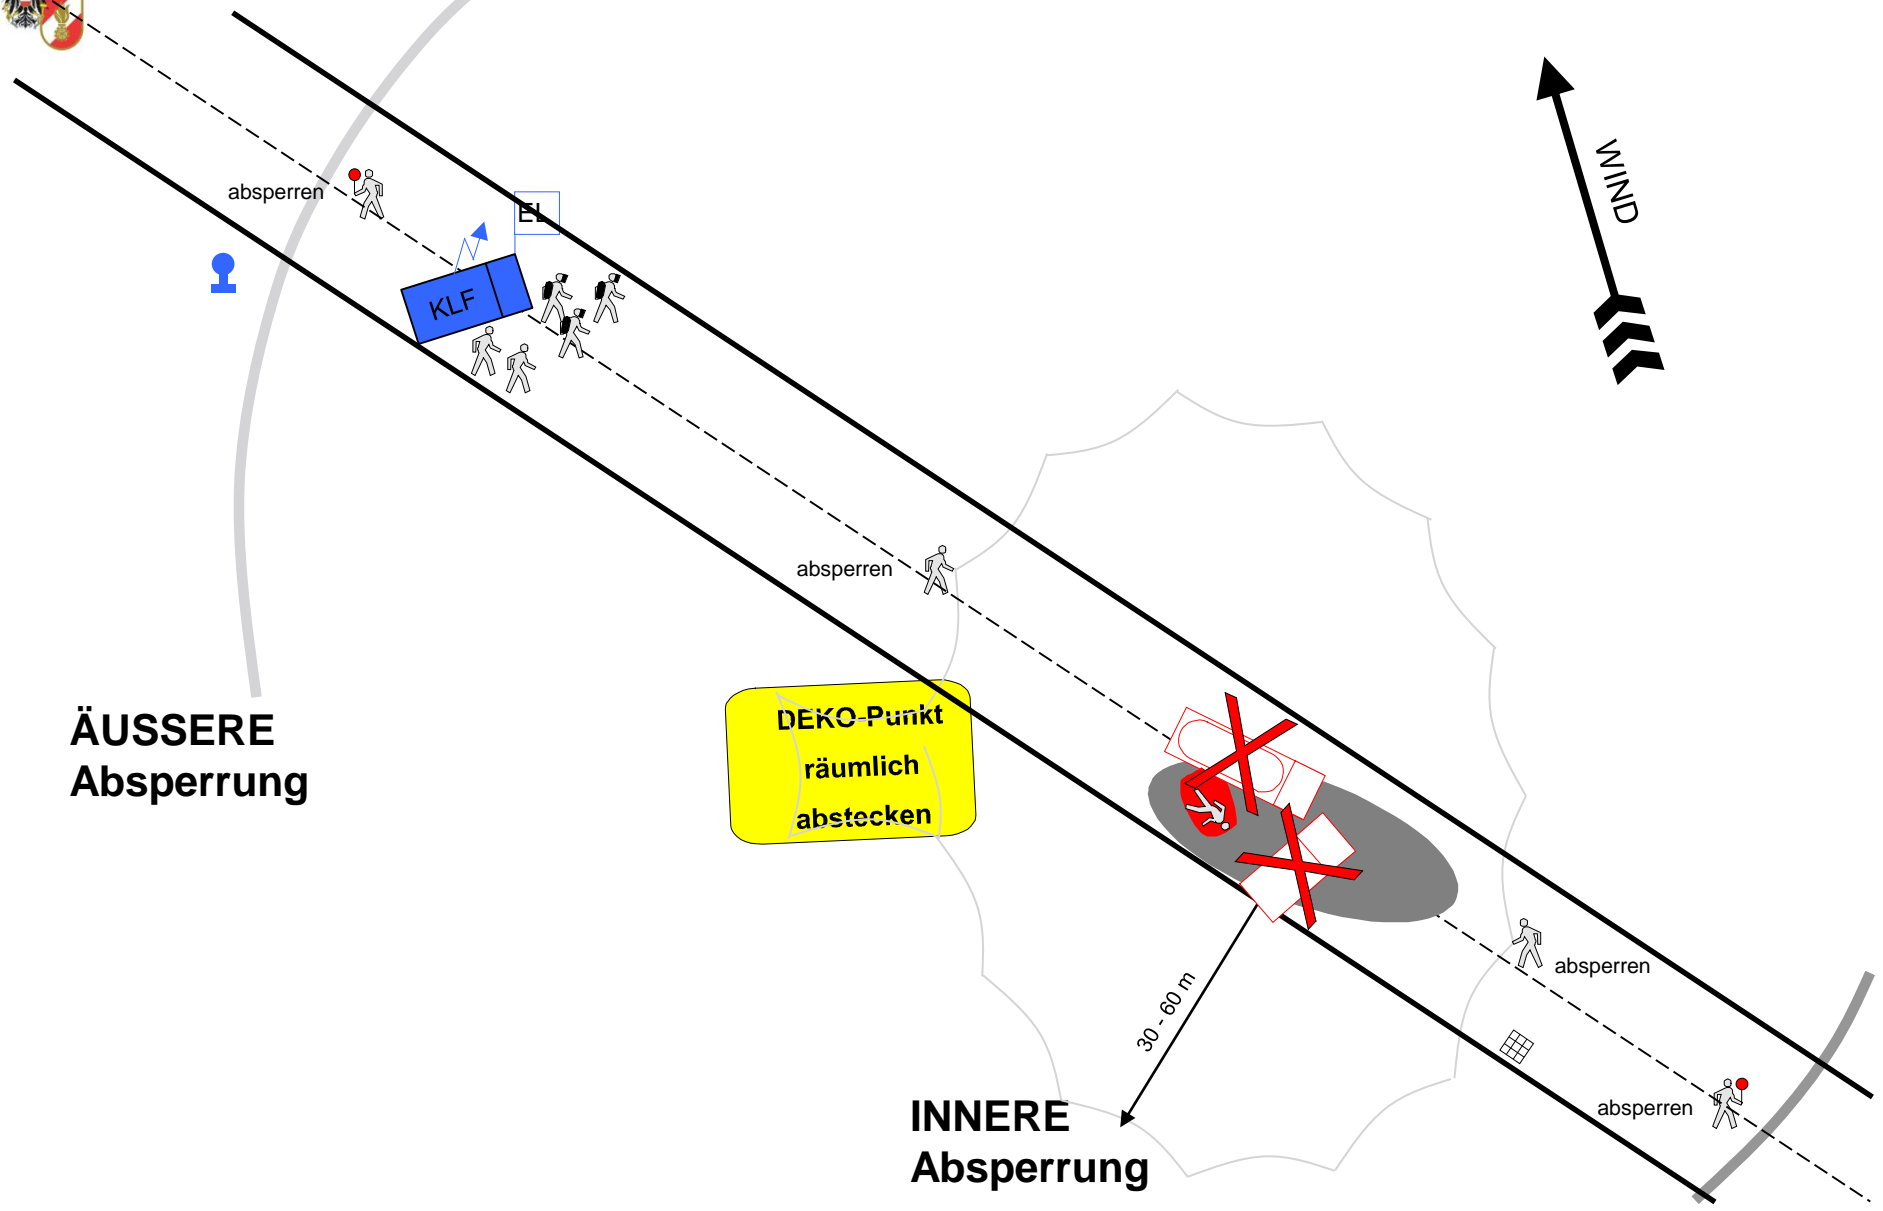 absperren
EL
KLF
WIND
absperren
DEKO-Punkt
räumlich
abstecken
ÄUSSERE
Absperrung
absperren
30 - 60 m
absperren
INNERE
Absperrung